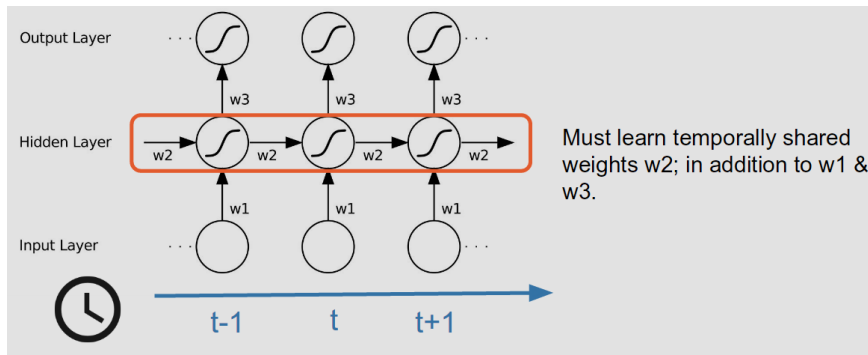 Output Layer
w3 w3 w3
Hidden Layer
w2 w2 w2 w2
Must learn temporally shared
weights w2; in addition to w1 &
w3.
w1 w1 w1
Input Layer
t-1 t t+1